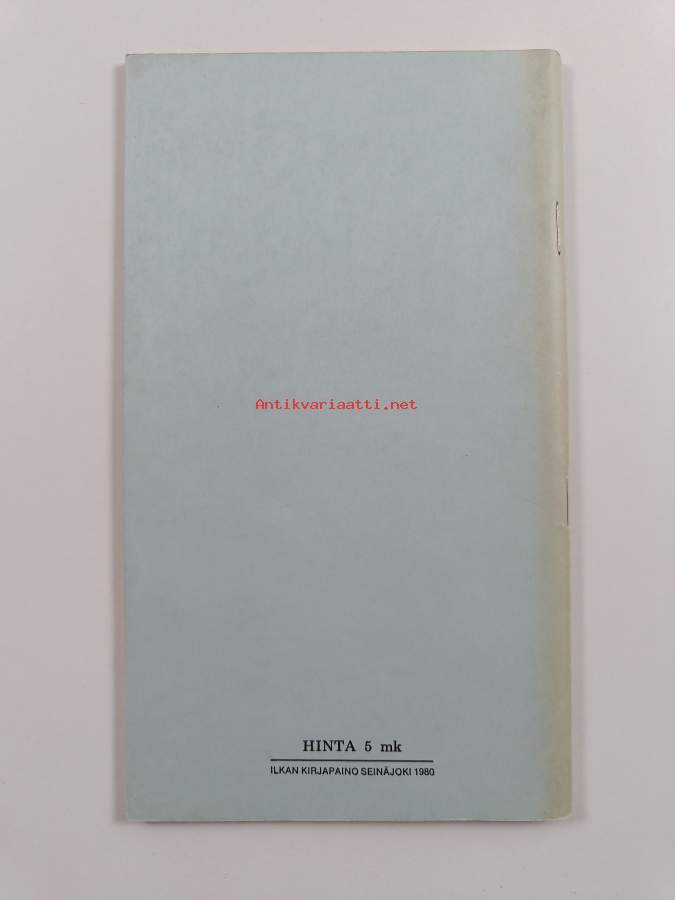 Antikvariaatti.net
HINTA 5 mk
ILKAN KIRJAPAINO SEINÄJOKI 1980